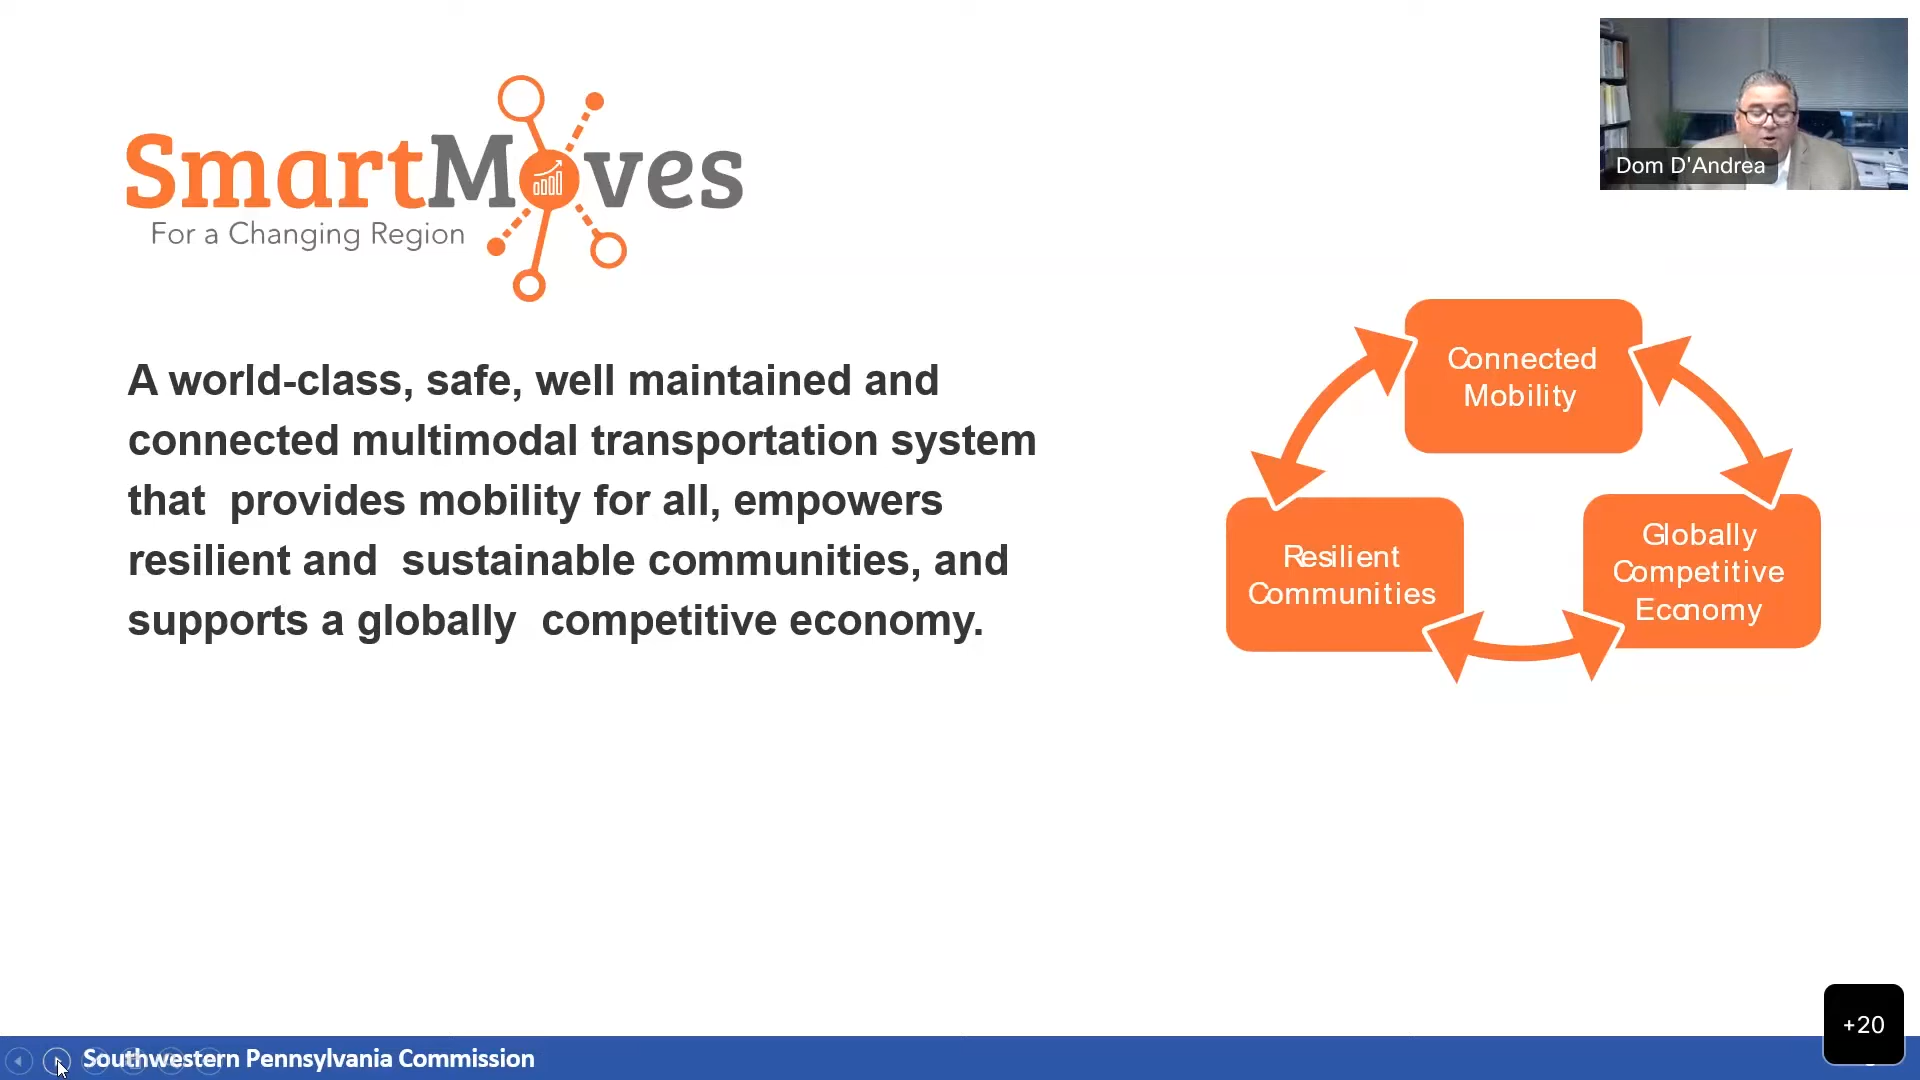 SmartMoves
For a Changing Region
Dom D'Andrea
A world-class, safe, well maintained and
connected multimodal transportation system
that provides mobility for all, empowers
resilient and sustainable communities, and
supports a globally competitive economy.
Connected
Mobility
Resilient
Communities
Globally
Competitive
Economy
Southwestern Pennsylvania Commission
+20